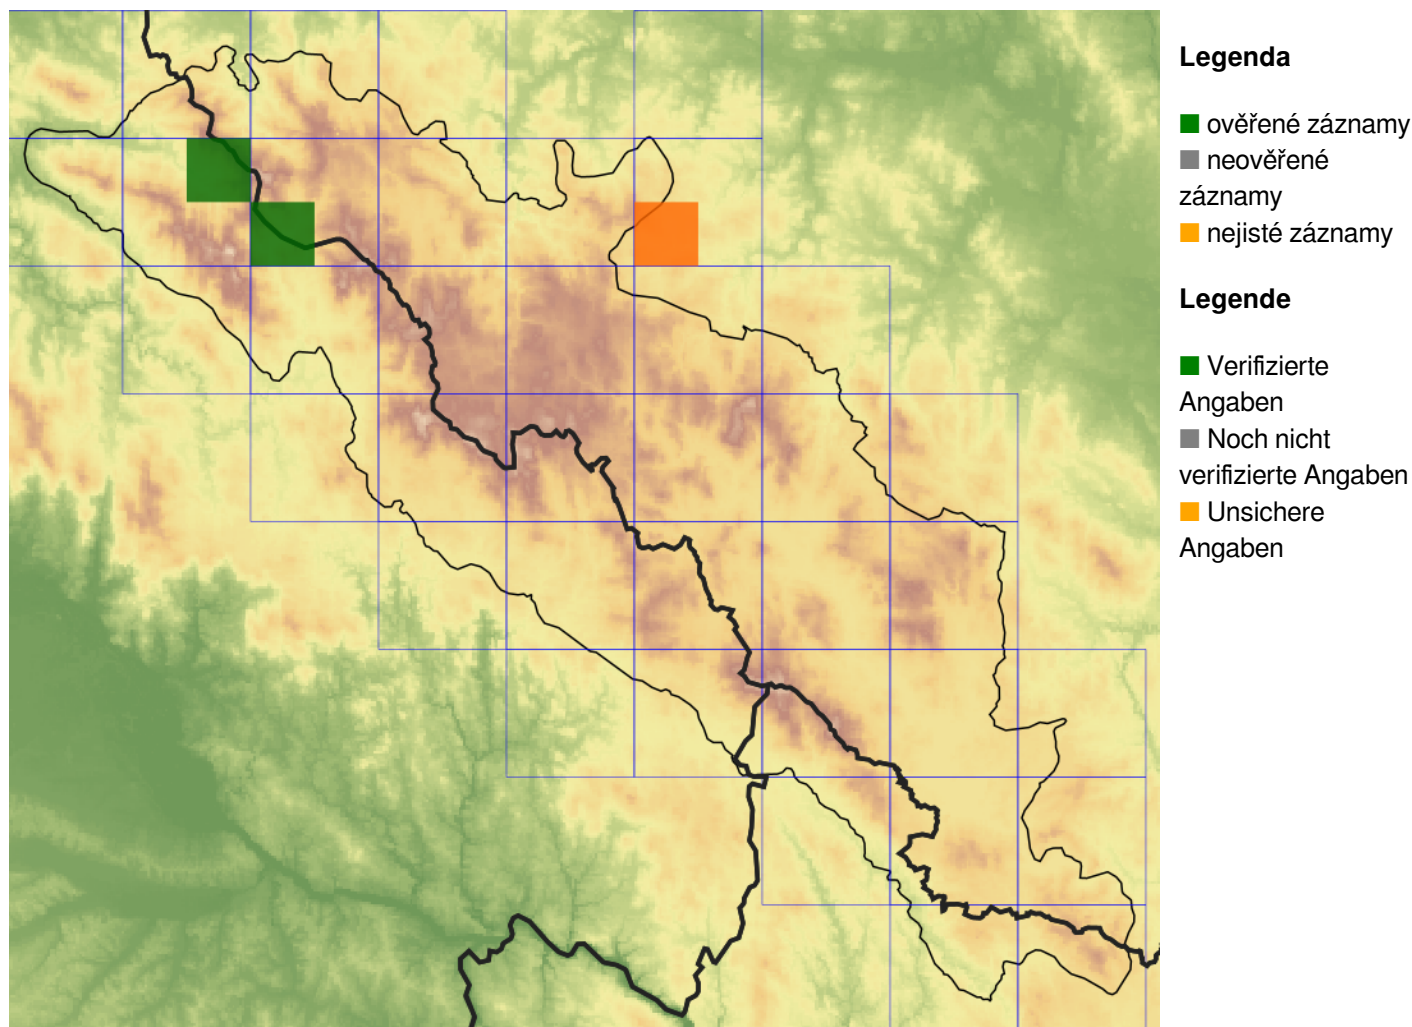 Legenda
ověřené záznamy
neověřené
záznamy
nejisté záznamy
Legende
Verifizierte
Angaben
Noch nicht
verifizierte Angaben
Unsichere
Angaben